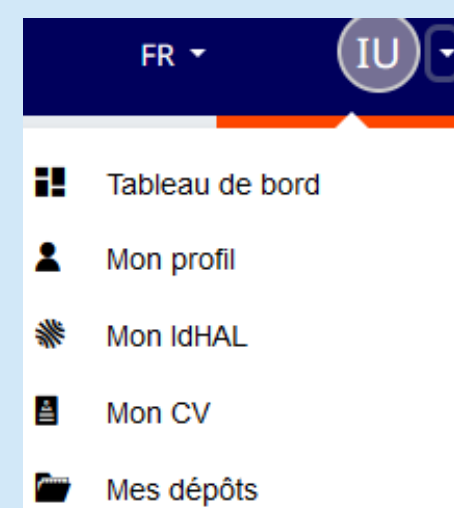 FR
IU
Tableau de bord
Mon profil
Mon IdHAL
Mon CV
Mes dépôts